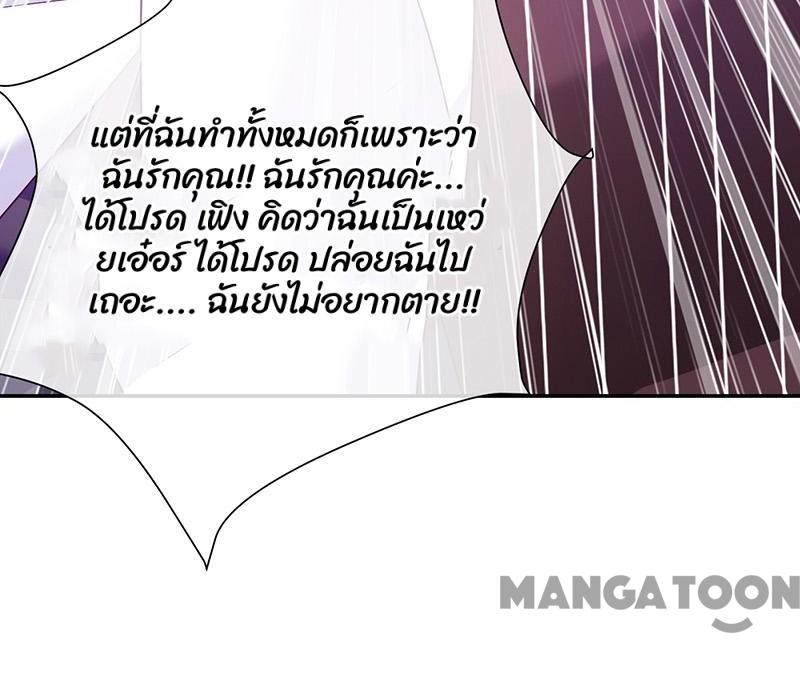 แต่ที่ฉันทำทั้งหมดก็เพราะว่า
ฉันรักคุณ!! ฉันรักคุณค่ะ...
ได้โปรด เฟิง คิดว่าฉันเป็นเหว่
ยเอ๋อร์ ได้โปรด ปล่อยฉันไป
เถอะ.... ฉันยังไม่อยากตาย!!
MANGATOON